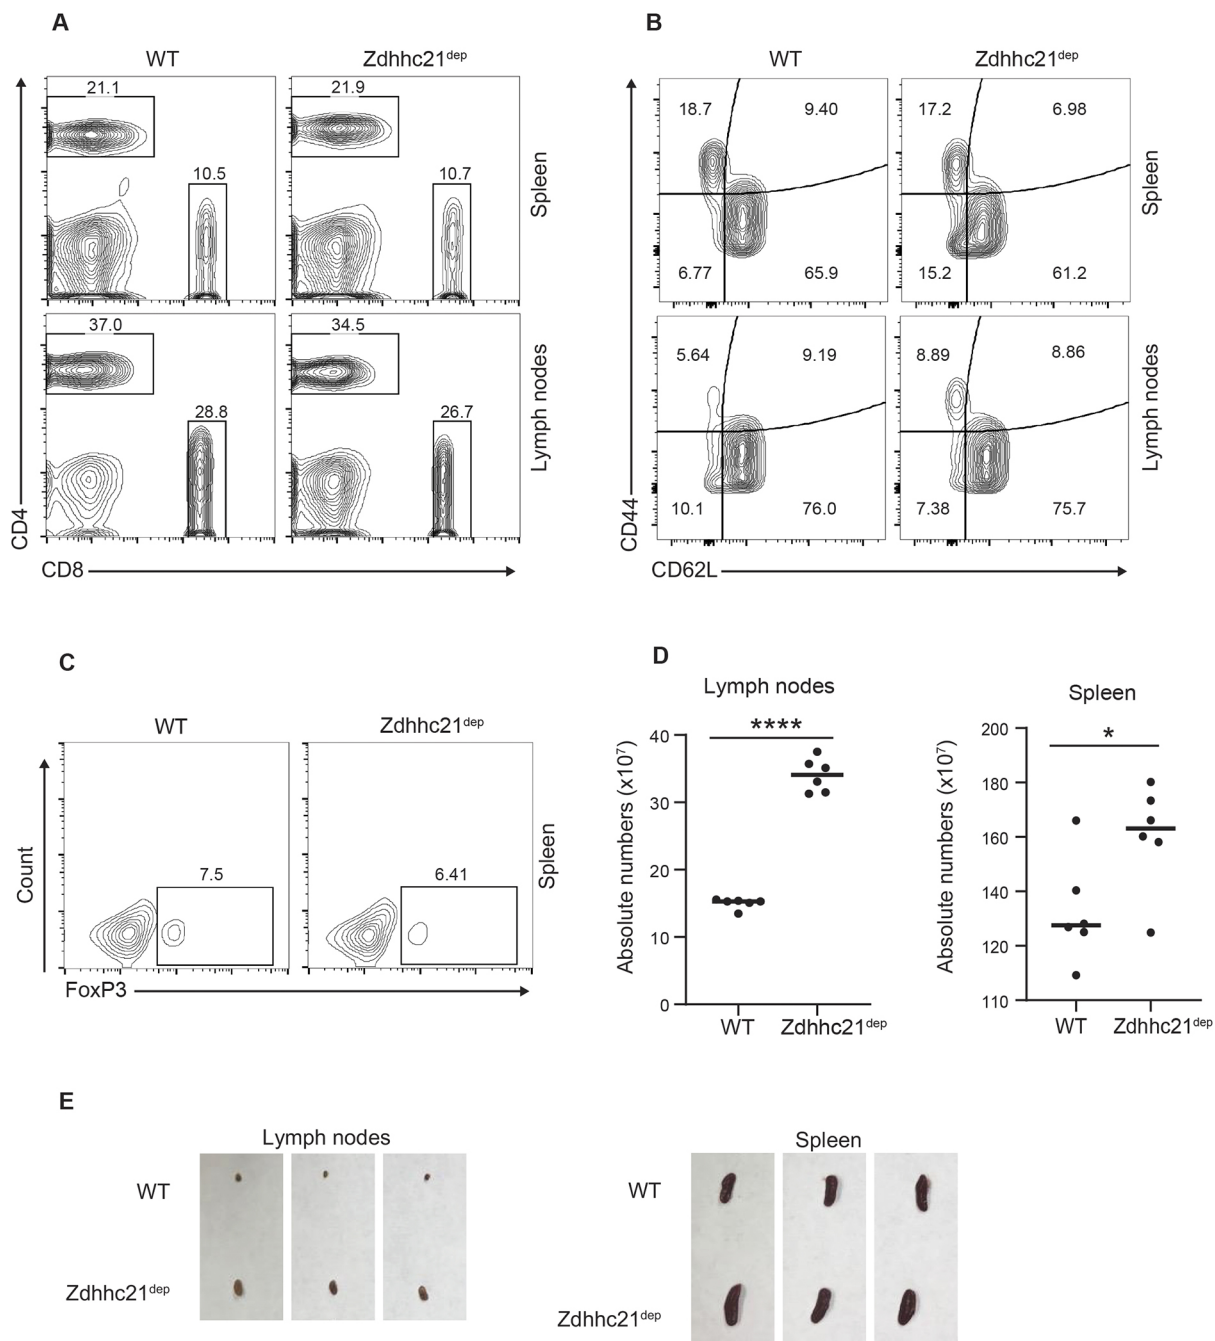 A
WT
Zdhhc21dep
21.1
21.9
10.5
10.7
Spleen
37.0
34.5
28.8
26.7
Lymph nodes
CD4
CD8
B
WT
Zdhhc21dep
18.7
9.40
17.2
6.98
6.77
65.9
15.2
61.2
Spleen
5.64
9.19
8.89
8.86
10.1
76.0
7.38
75.7
Lymph nodes
CD44
CD62L
C
WT
Zdhhc21dep
7.5
6.41
Count
Spleen
FoxP3
D
Lymph nodes
****
Absolute numbers (x10⁷)
40
30
20
10
0
WT
Zdhhc21dep
Spleen
*
Absolute numbers (x10⁷)
200
180
160
140
120
110
WT
Zdhhc21dep
E
Lymph nodes
WT
Zdhhc21dep
Spleen
WT
Zdhhc21dep